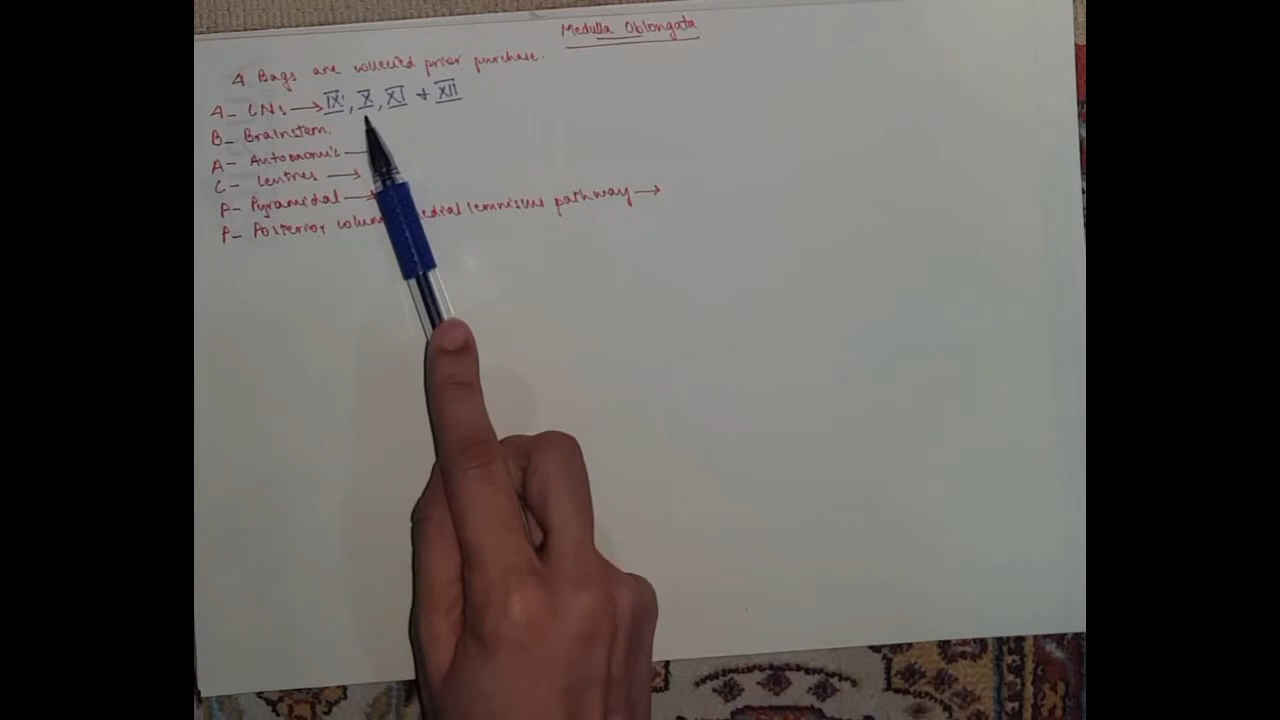 Medulla Oblongata
4 Bags are collected prior purchase.
4- CNs → IX, X, XI + XII
B- Brainstem.
A- Autonomic —
C- Centres →
P- Pyramidal →
P- Posterior column medial lemniscus pathway →